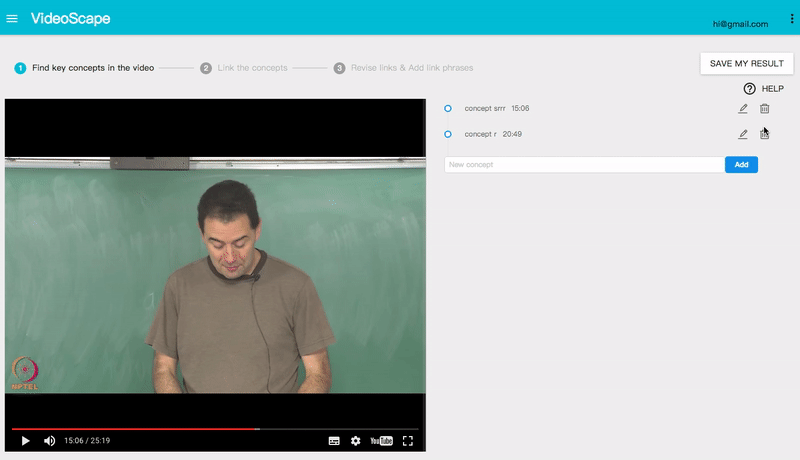 VideoScape
hi@gmail.com
1 Find key concepts in the video 2 Link the concepts 3 Revise links & Add link phrases
SAVE MY RESULT
? HELP
concept srrr 15:06
concept r 20:49
New concept Add
NPTEL
15:06 / 25:19 YouTube